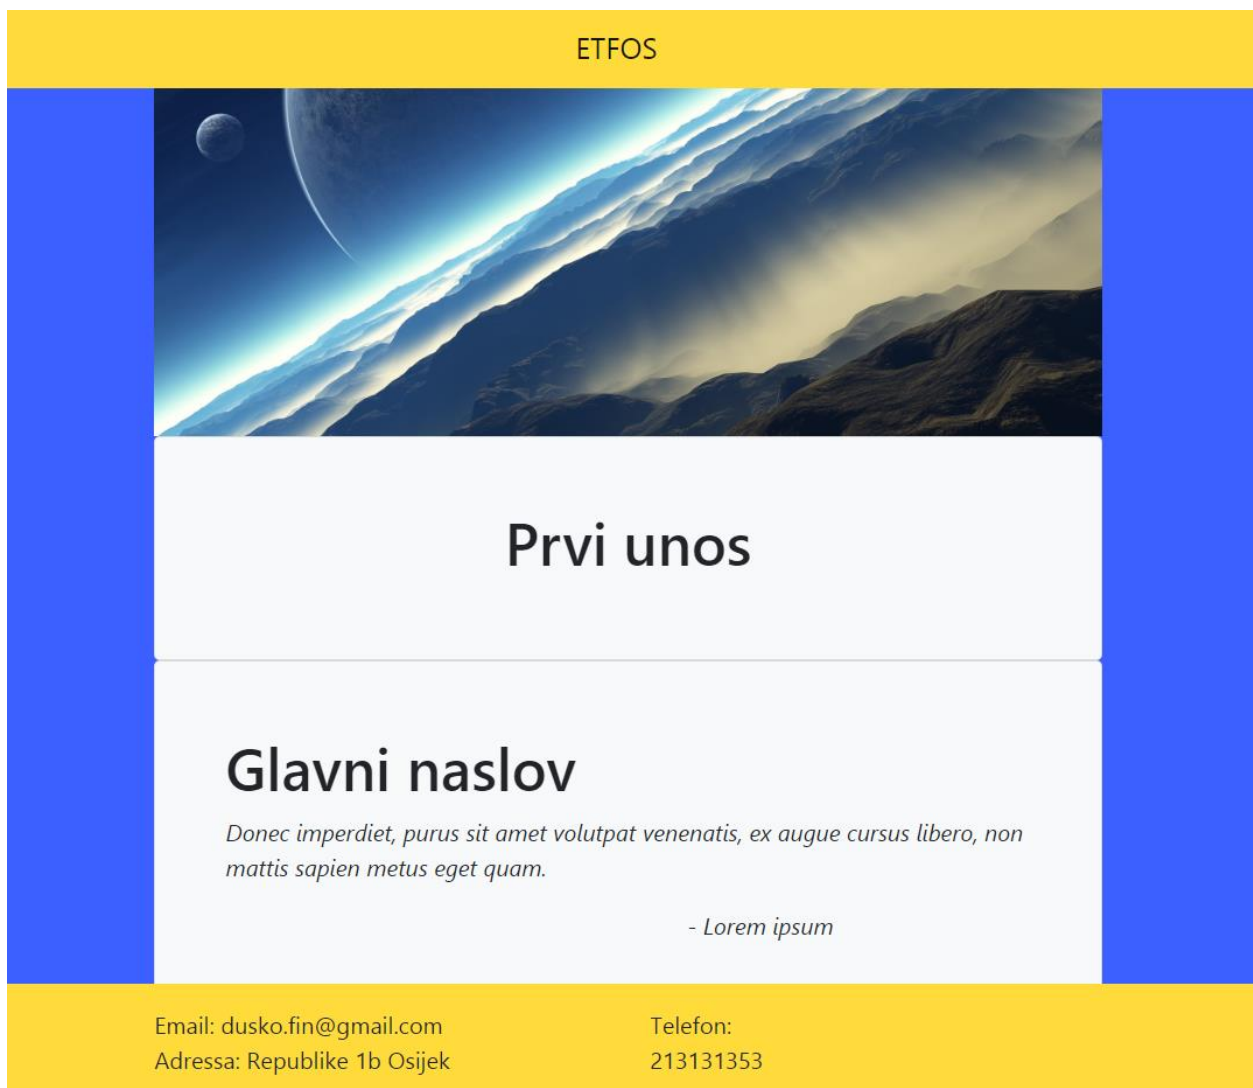 ETFOS
Prvi unos
Glavni naslov
Donec imperdiet, purus sit amet volutpat venenatis, ex augue cursus libero, non
mattis sapien metus eget quam.
- Lorem ipsum
Email: dusko.fin@gmail.com
Adressa: Republike 1b Osijek
Telefon:
213131353